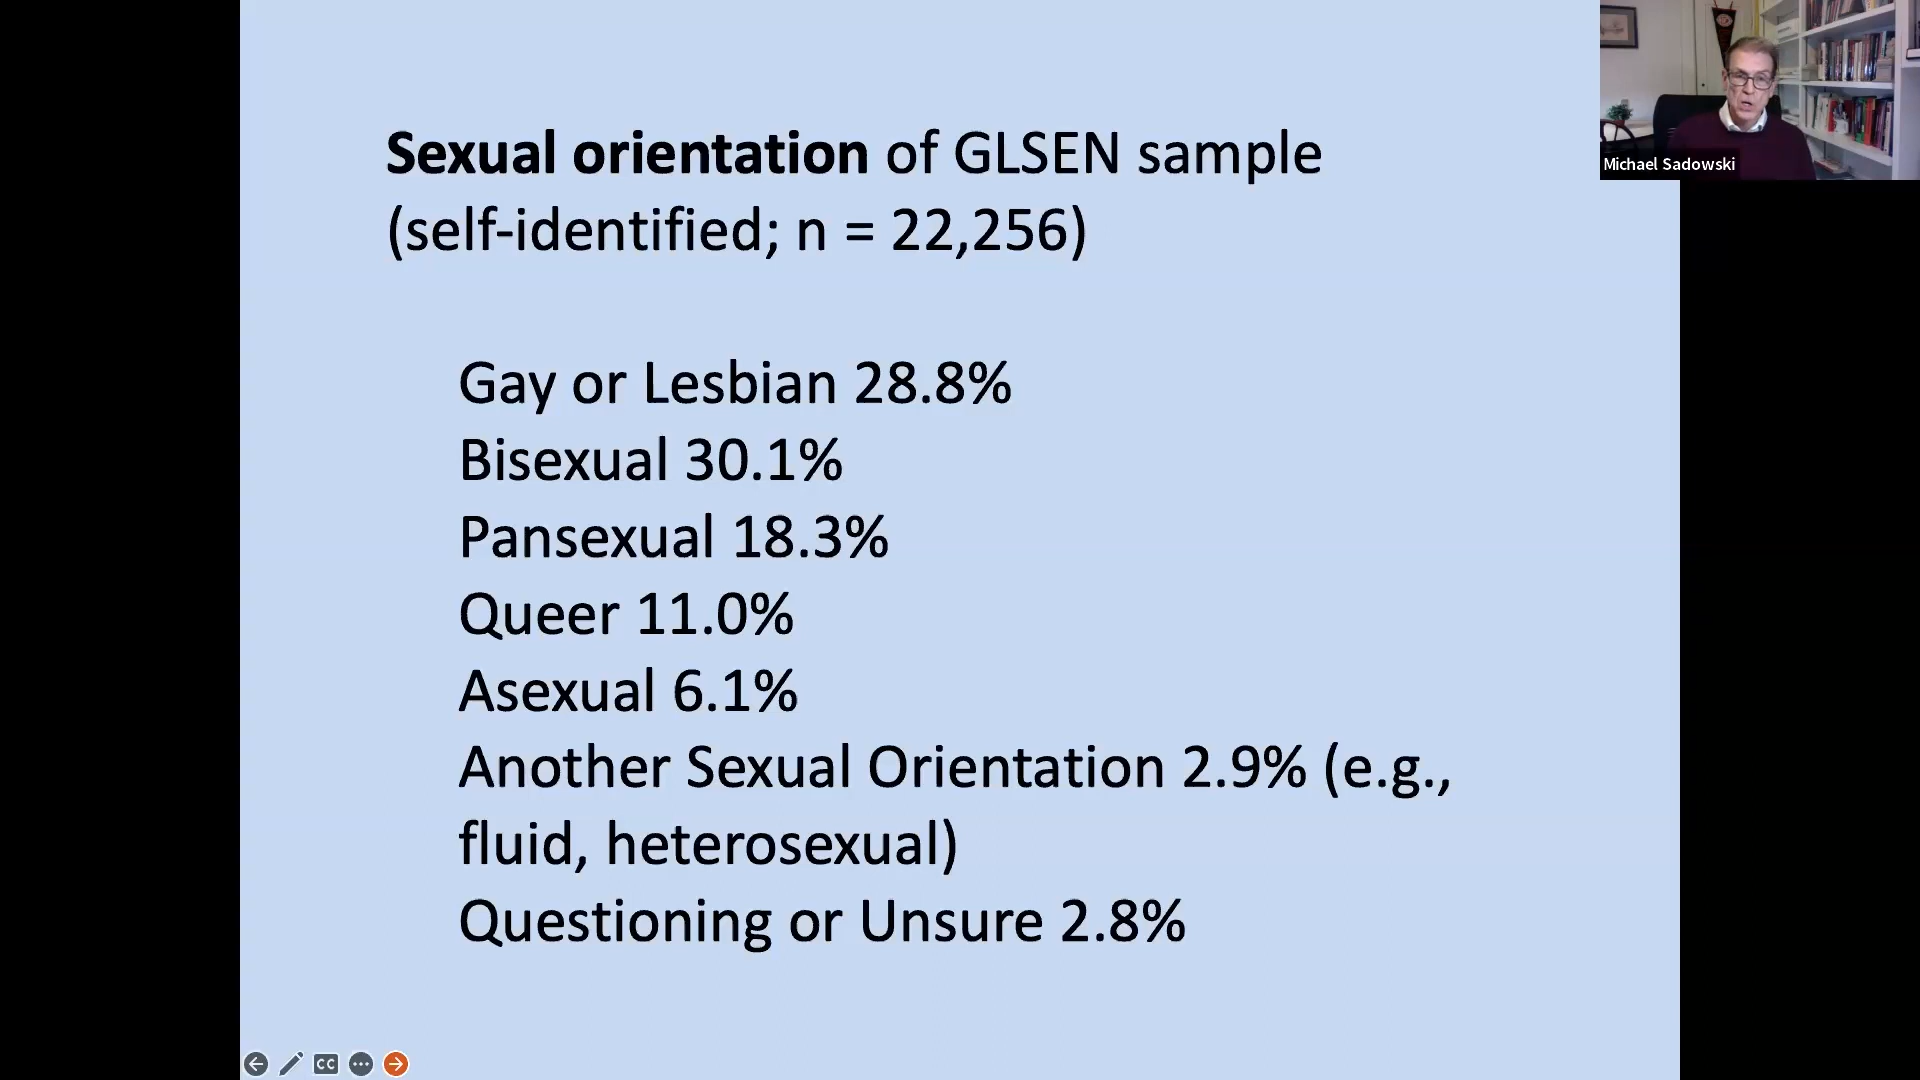 Sexual orientation of GLSEN sample
(self-identified; n = 22,256)
Gay or Lesbian 28.8%
Bisexual 30.1%
Pansexual 18.3%
Queer 11.0%
Asexual 6.1%
Another Sexual Orientation 2.9% (e.g.,
fluid, heterosexual)
Questioning or Unsure 2.8%
Michael Sadowski
CC